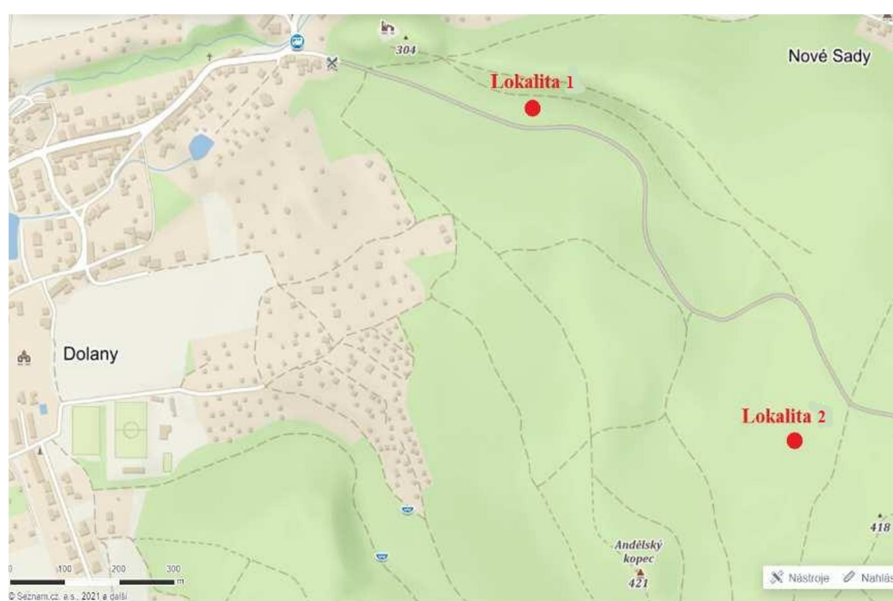 304
Nové Sady
Lokalita 1
Dolany
Lokalita 2
418
Andělský
kopec
421
0 100 200 300
m
Nástroje Nahlás
© Seznam.cz, a.s., 2021 a další